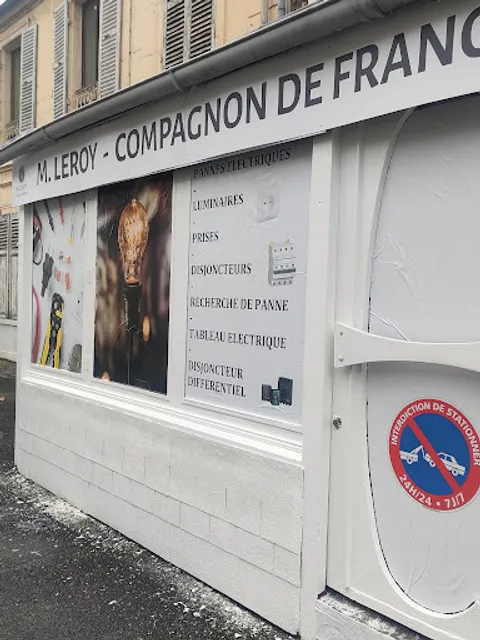 M. LEROY - COMPAGNON DE FRANC
PANNES ELECTRIQUES
LUMINAIRES
PRISES
DISJONCTEURS
RECHERCHE DE PANNE
TABLEAU ELECTRIQUE
DISJONCTEUR
DIFFERENTIEL
INTERDICTION DE STATIONNER
24H/24 • 7J/7